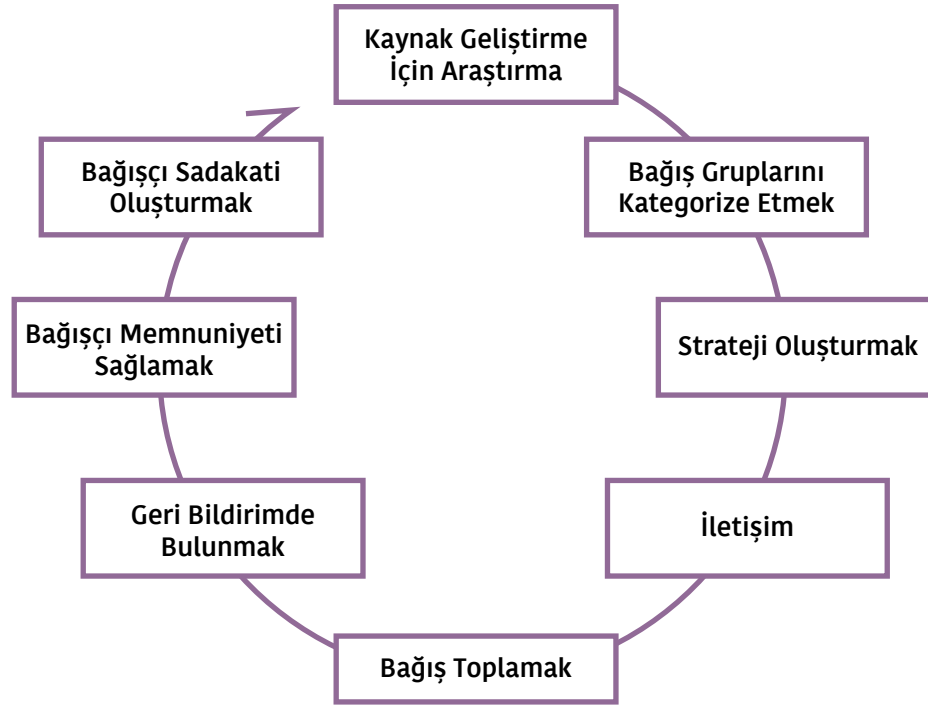 Kaynak Geliştirme
İçin Araştırma
Bağış Gruplarını
Kategorize Etmek
Strateji Oluşturmak
İletişim
Bağış Toplamak
Geri Bildirimde
Bulunmak
Bağışçı Memnuniyeti
Sağlamak
Bağışçı Sadakati
Oluşturmak